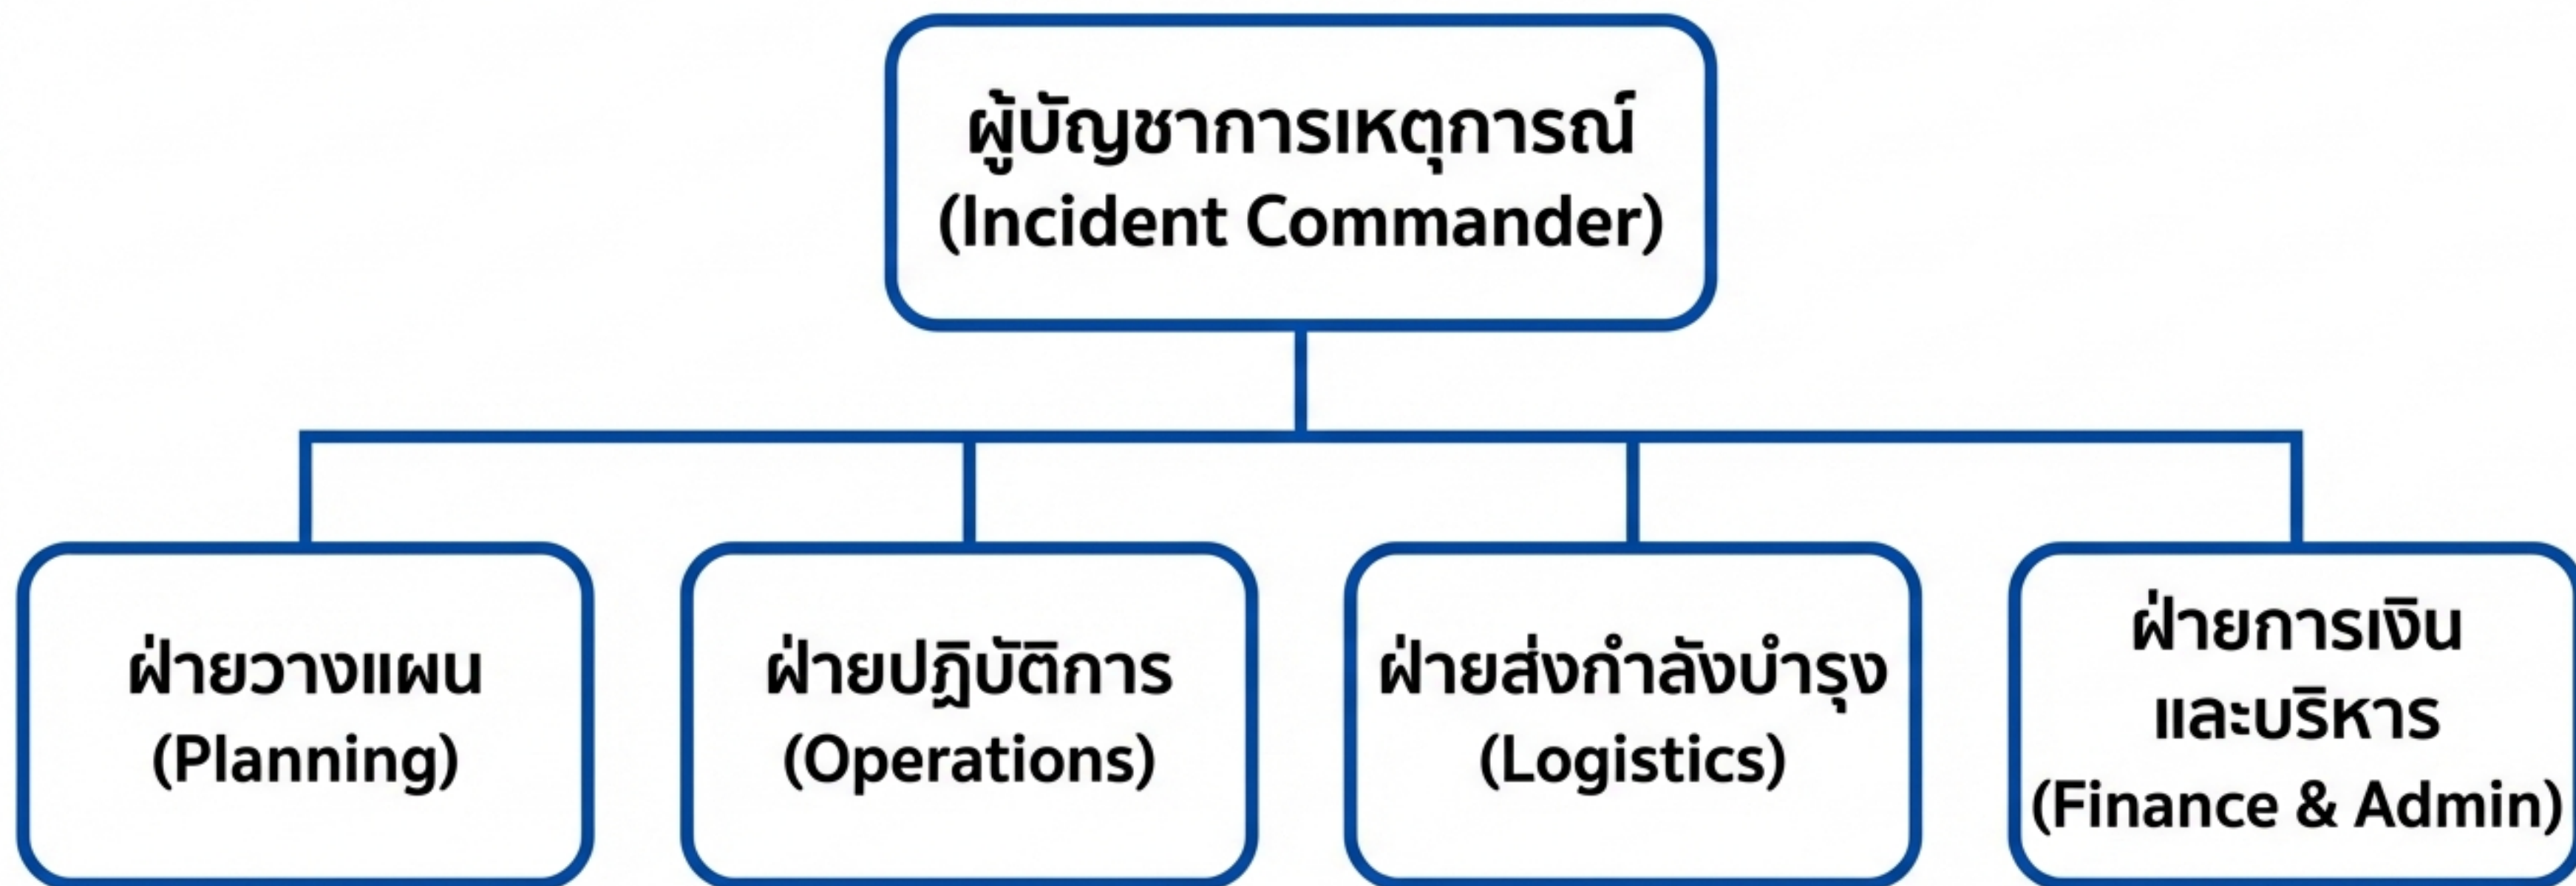 ผู้บัญชาการเหตุการณ์
(Incident Commander)
ฝ่ายวางแผน
(Planning)
ฝ่ายปฏิบัติการ
(Operations)
ฝ่ายส่งกำลังบำรุง
(Logistics)
ฝ่ายการเงิน
และบริหาร
(Finance & Admin)